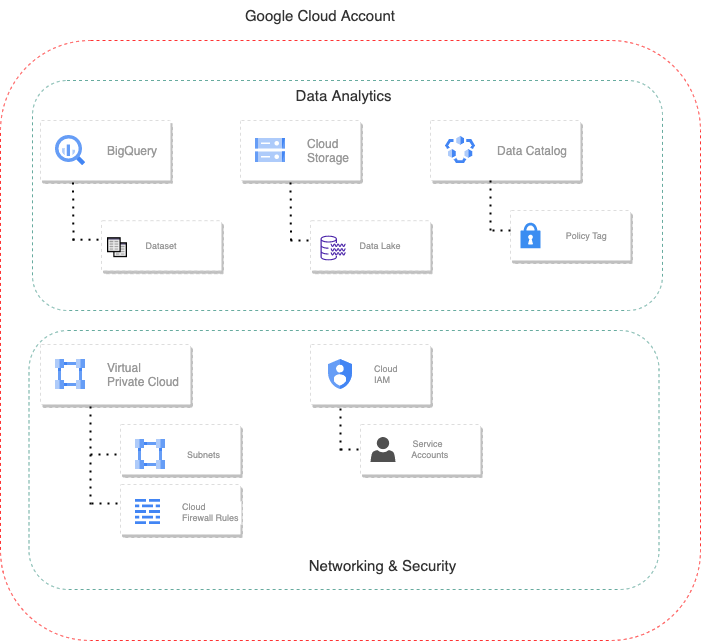 Google Cloud Account
Data Analytics
BigQuery
Cloud
Storage
Data Catalog
Dataset
Data Lake
Policy Tag
Virtual
Private Cloud
Cloud
IAM
Subnets
Service
Accounts
Cloud
Firewall Rules
Networking & Security